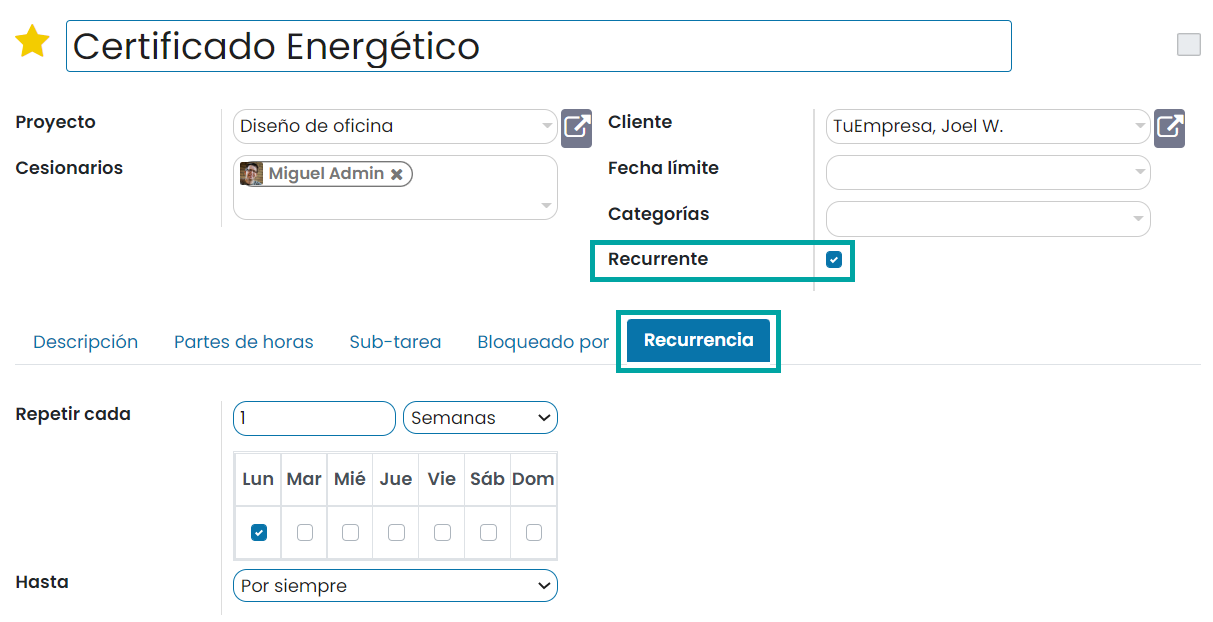 Certificado Energético
Proyecto
Diseño de oficina
Cesionarios
Miguel Admin
Cliente
TuEmpresa, Joel W.
Fecha límite
Categorías
Recurrente
Descripción
Partes de horas
Sub-tarea
Bloqueado por
Recurrencia
Repetir cada
1
Semanas
Lun Mar Mié Jue Vie Sáb Dom
Hasta
Por siempre